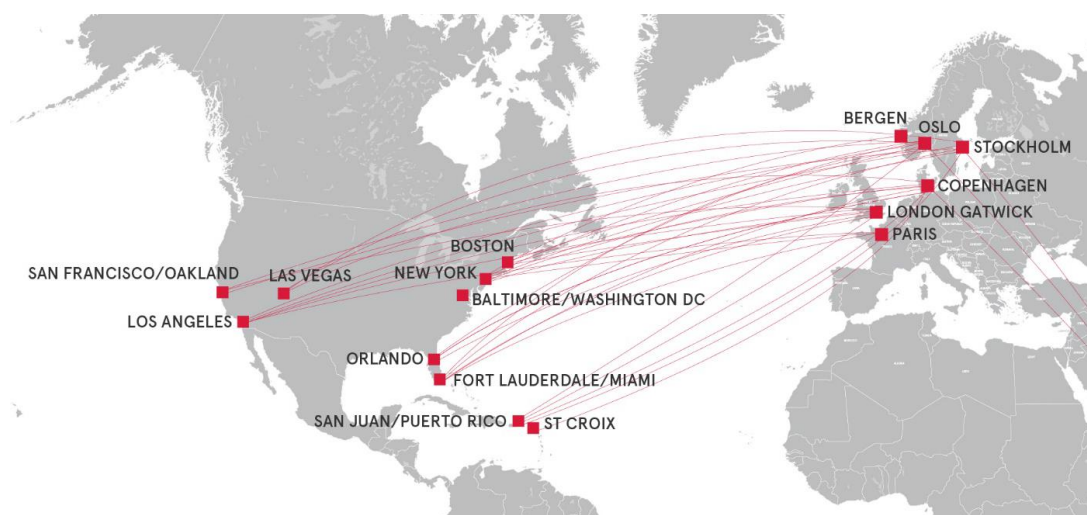 BERGEN
OSLO
STOCKHOLM
COPENHAGEN
LONDON GATWICK
PARIS
BOSTON
SAN FRANCISCO/OAKLAND
LAS VEGAS
NEW YORK
BALTIMORE/WASHINGTON DC
LOS ANGELES
ORLANDO
FORT LAUDERDALE/MIAMI
SAN JUAN/PUERTO RICO
ST CROIX